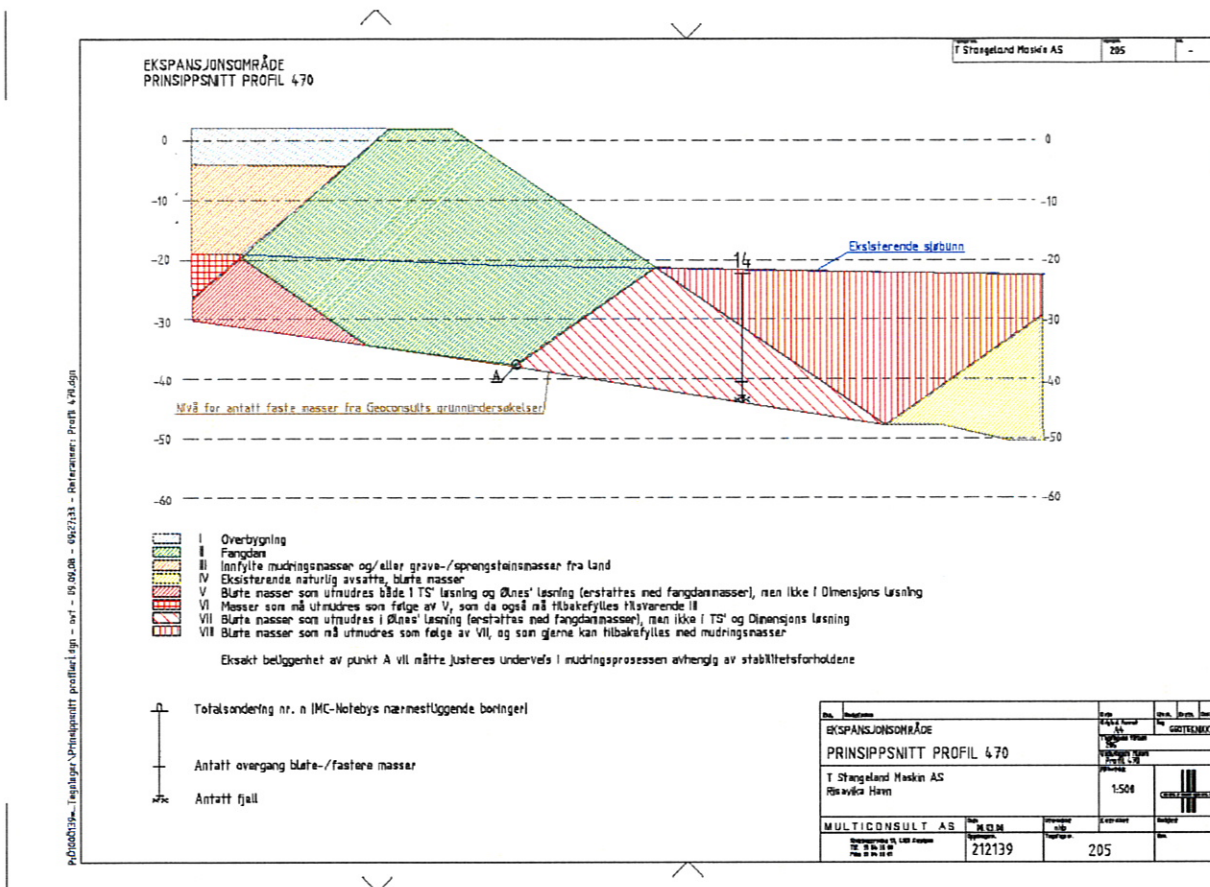 EKSPANSJONSOMRÅDE
PRINSIPPSNITT PROFIL 470
T Stangeland Maskin AS
205
-
0
0
-10
-10
-20
-20
-30
-30
-40
-40
-50
-50
-60
-60
Eksisterende sjøbunn
14
A
Nivå for antatt faste masser fra Geoconsults grunnundersøkelser
I Overbygning
II Fangdam
III Innfylte mudringsmasser og/eller grave-/sprengsteinsmasser fra land
IV Eksisterende naturlig avsatte, bløte masser
V Bløte masser som utmudres både i TS' løsning og Ølnes' løsning (erstattes med fangdammasser), men ikke i Dimensjons løsning
VI Masser som må utmudres som følge av V, som da også må tilbakefylles tilsvarende III
VII Bløte masser som utmudres i Ølnes' løsning (erstattes med fangdammasser), men ikke i TS' og Dimensjons løsning
VIII Bløte masser som må utmudres som følge av VII, og som gjerne kan tilbakefylles med mudringsmasser
Eksakt beliggenhet av punkt A vil måtte justeres underveis i mudringsprosessen avhengig av stabilitetsforholdene
Totalsondering nr. n (MC-Notebys nærmestliggende boringer)
Antatt overgang bløte-/fastere masser
Antatt fjell
EKSPANSJONSOMRÅDE
PRINSIPPSNITT PROFIL 470
T Stangeland Maskin AS
Risavika Havn
A4
GEOTEKNIKK
Profil 470
MULTICONSULT AS
212139
205